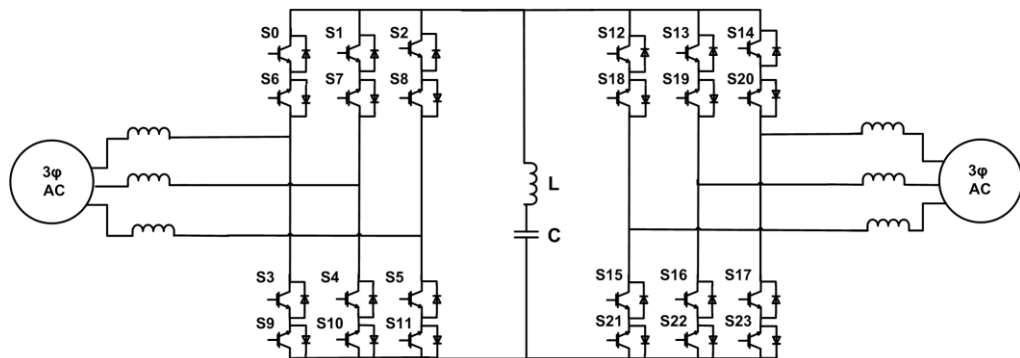 S0 S1 S2 S12 S13 S14
S6 S7 S8 S18 S19 S20
3φ
AC
L
C
3φ
AC
S3 S4 S5 S15 S16 S17
S9 S10 S11 S21 S22 S23